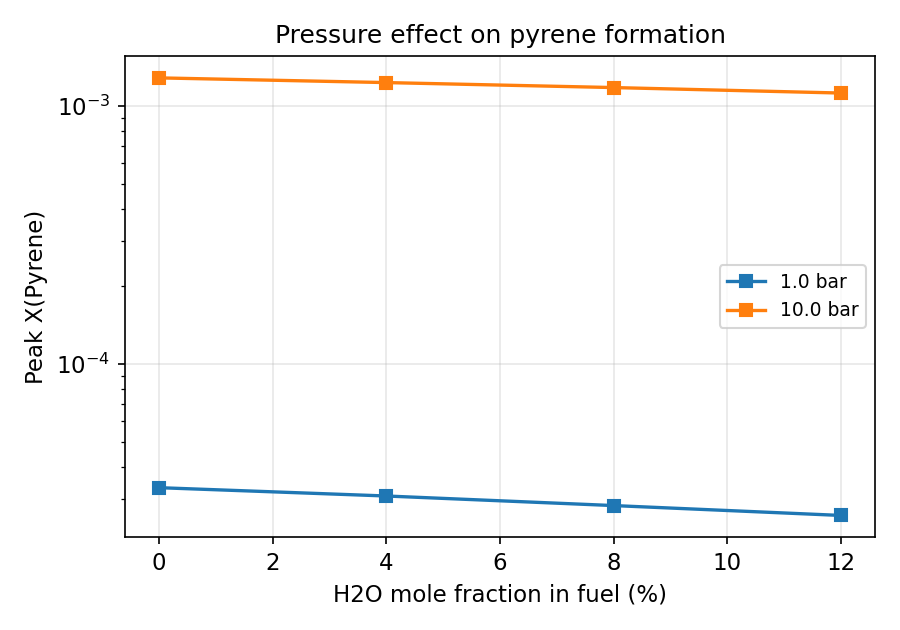 Pressure effect on pyrene formation
Peak X(Pyrene)
10⁻³
10⁻⁴
1.0 bar
10.0 bar
0 2 4 6 8 10 12
H2O mole fraction in fuel (%)